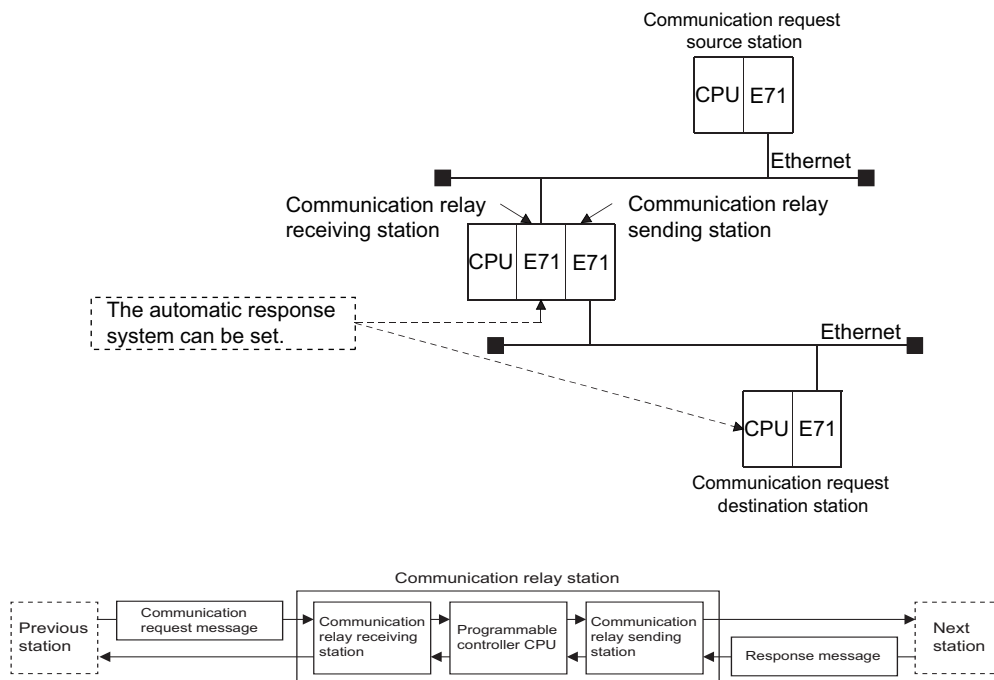 Communication request
source station
CPU E71
Ethernet
Communication relay
receiving station
Communication relay
sending station
CPU E71 E71
The automatic response
system can be set.
Ethernet
CPU E71
Communication request
destination station
Communication relay station
Previous
station
Communication
request message
Communication
relay receiving
station
Programmable
controller CPU
Communication
relay sending
station
Response message
Next
station